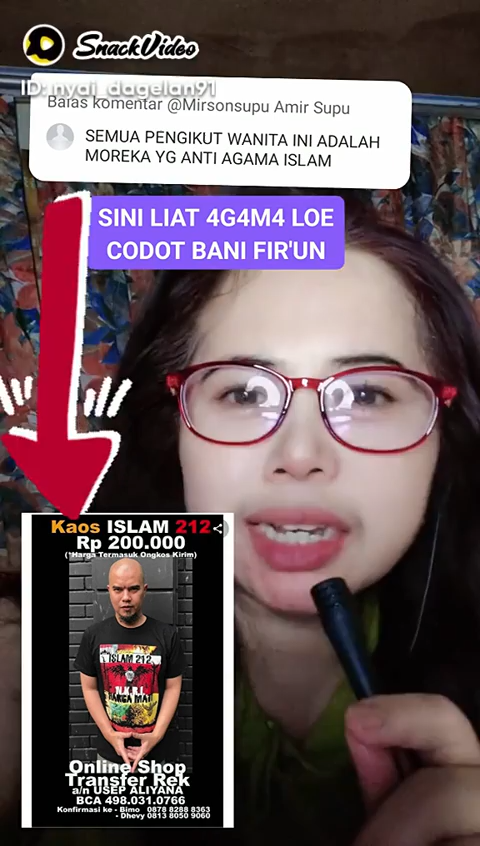 SnackVideo
ID: nyai_dagelan91
Balas komentar @Mirsonsupu Amir Supu
SEMUA PENGIKUT WANITA INI ADALAH
MOREKA YG ANTI AGAMA ISLAM
SINI LIAT 4G4M4 LOE
CODOT BANI FIR'UN
Kaos ISLAM 212
Rp 200.000
(*Harga Termasuk Ongkos Kirim)
ISLAM 212
N.K.R.I.
HARGA MATI
Online Shop
Transfer Rek
a/n USEP ALIYANA
BCA 498.031.0766
Konfirmasi ke - Bimo 0878 8288 8363
- Dhevy 0813 8050 9060